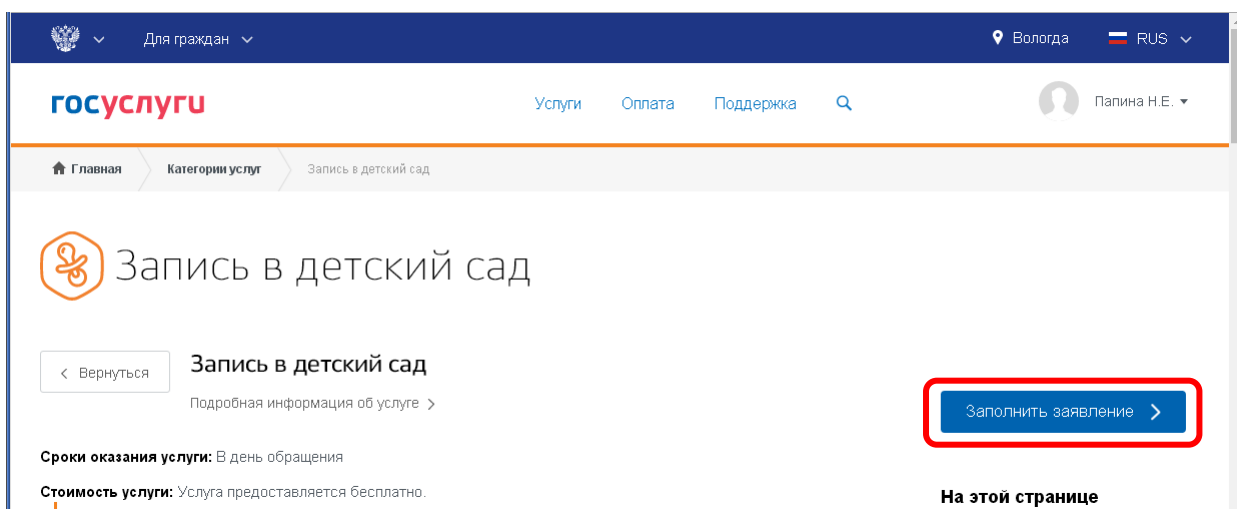 Для граждан
Вологда
RUS
госуслуги
Услуги Оплата Поддержка
Папина Н.Е.
Главная
Категории услуг
Запись в детский сад
Запись в детский сад
Вернуться
Запись в детский сад
Подробная информация об услуге
Заполнить заявление
Сроки оказания услуги: В день обращения
Стоимость услуги: Услуга предоставляется бесплатно.
На этой странице